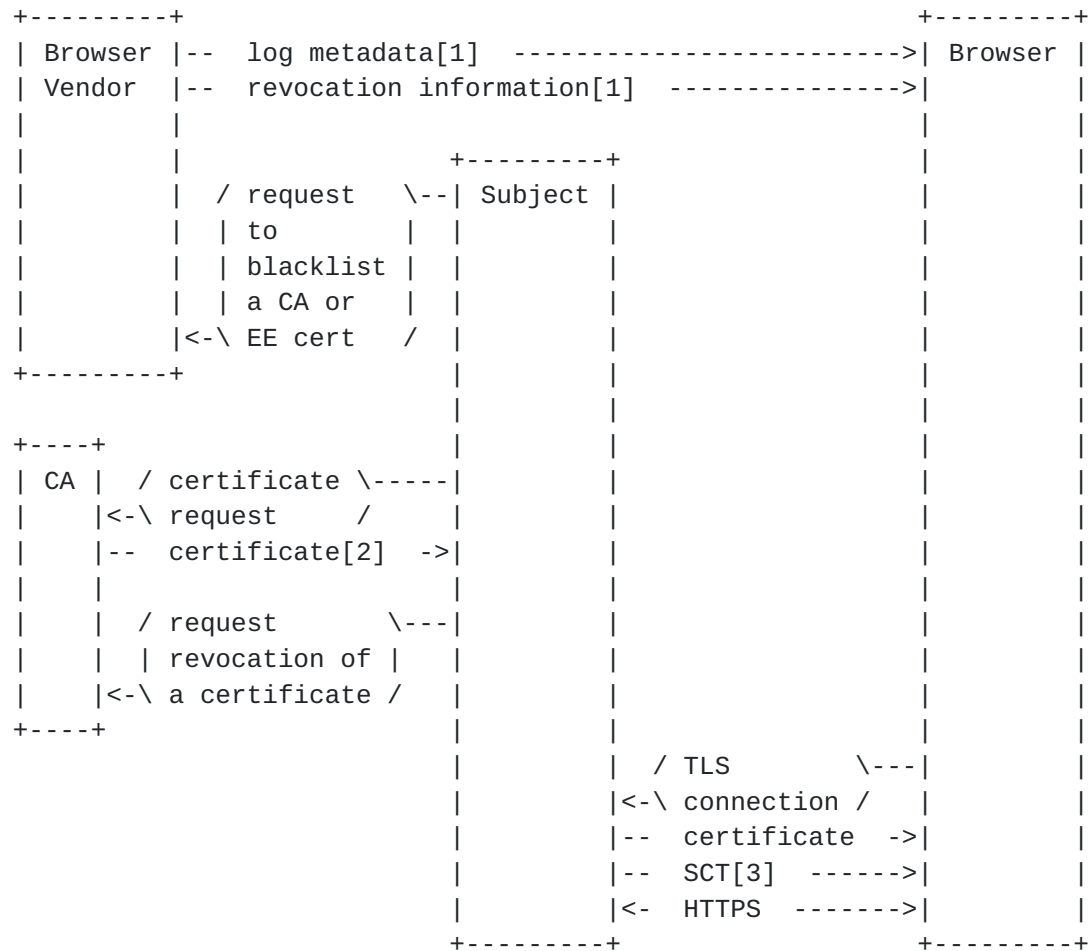 Browser -- log metadata[1] -------------------------> Browser
Vendor -- revocation information[1] --------------->
/ request \-- Subject
to
blacklist
a CA or
<-\ EE cert /
CA / certificate \-----
<-\ request /
-- certificate[2] ->
/ request \---
revocation of
<-\ a certificate /
/ TLS \---
<-\ connection /
-- certificate ->
-- SCT[3] ------>
<- HTTPS ------->